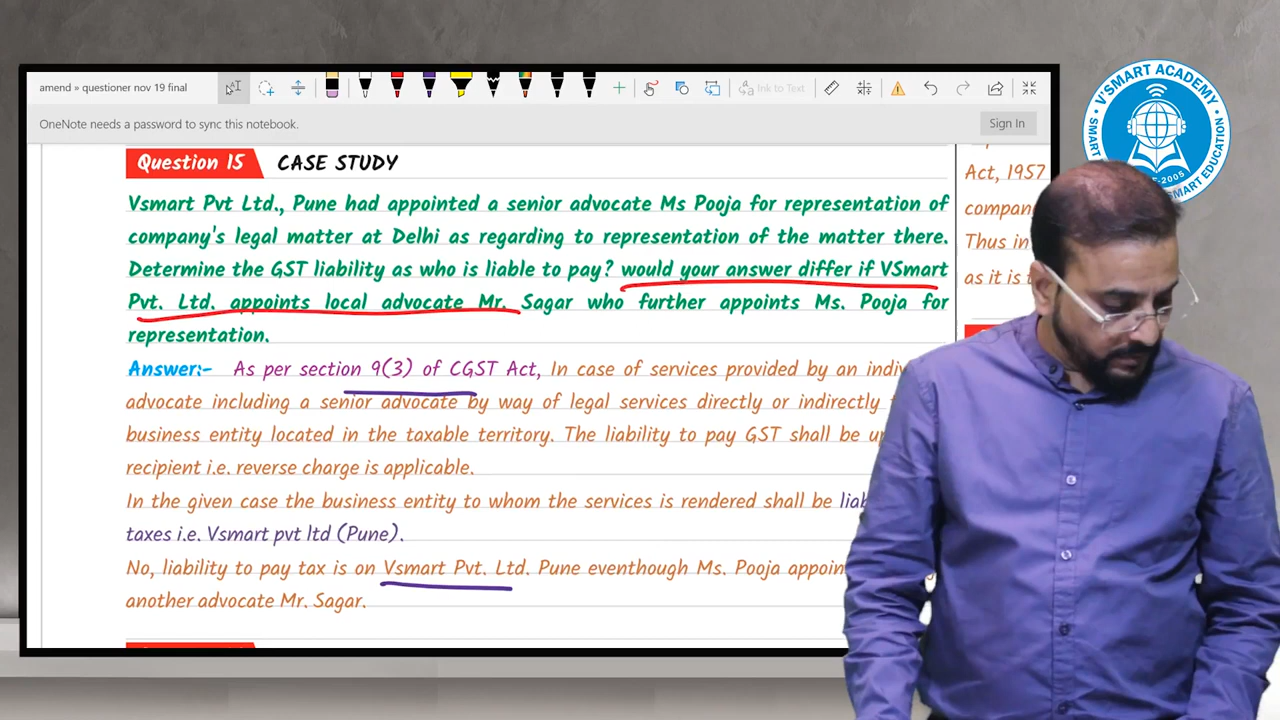 amend » questioner nov 19 final
Ink to Text
OneNote needs a password to sync this notebook.
Sign In
Question 15 CASE STUDY
Vsmart Pvt Ltd., Pune had appointed a senior advocate Ms Pooja for representation of
company's legal matter at Delhi as regarding to representation of the matter there.
Determine the GST liability as who is liable to pay? would your answer differ if VSmart
Pvt. Ltd. appoints local advocate Mr. Sagar who further appoints Ms. Pooja for
representation.
Answer:- As per section 9(3) of CGST Act, In case of services provided by an
advocate including a senior advocate by way of legal services directly or indirectly
business entity located in the taxable territory. The liability to pay GST shall be
recipient i.e. reverse charge is applicable.
In the given case the business entity to whom the services is rendered shall be
taxes i.e. Vsmart pvt ltd (Pune).
No, liability to pay tax is on Vsmart Pvt. Ltd. Pune eventhough Ms. Pooja
another advocate Mr. Sagar.
Act, 1957
Thus in
as it is
V'SMART ACADEMY